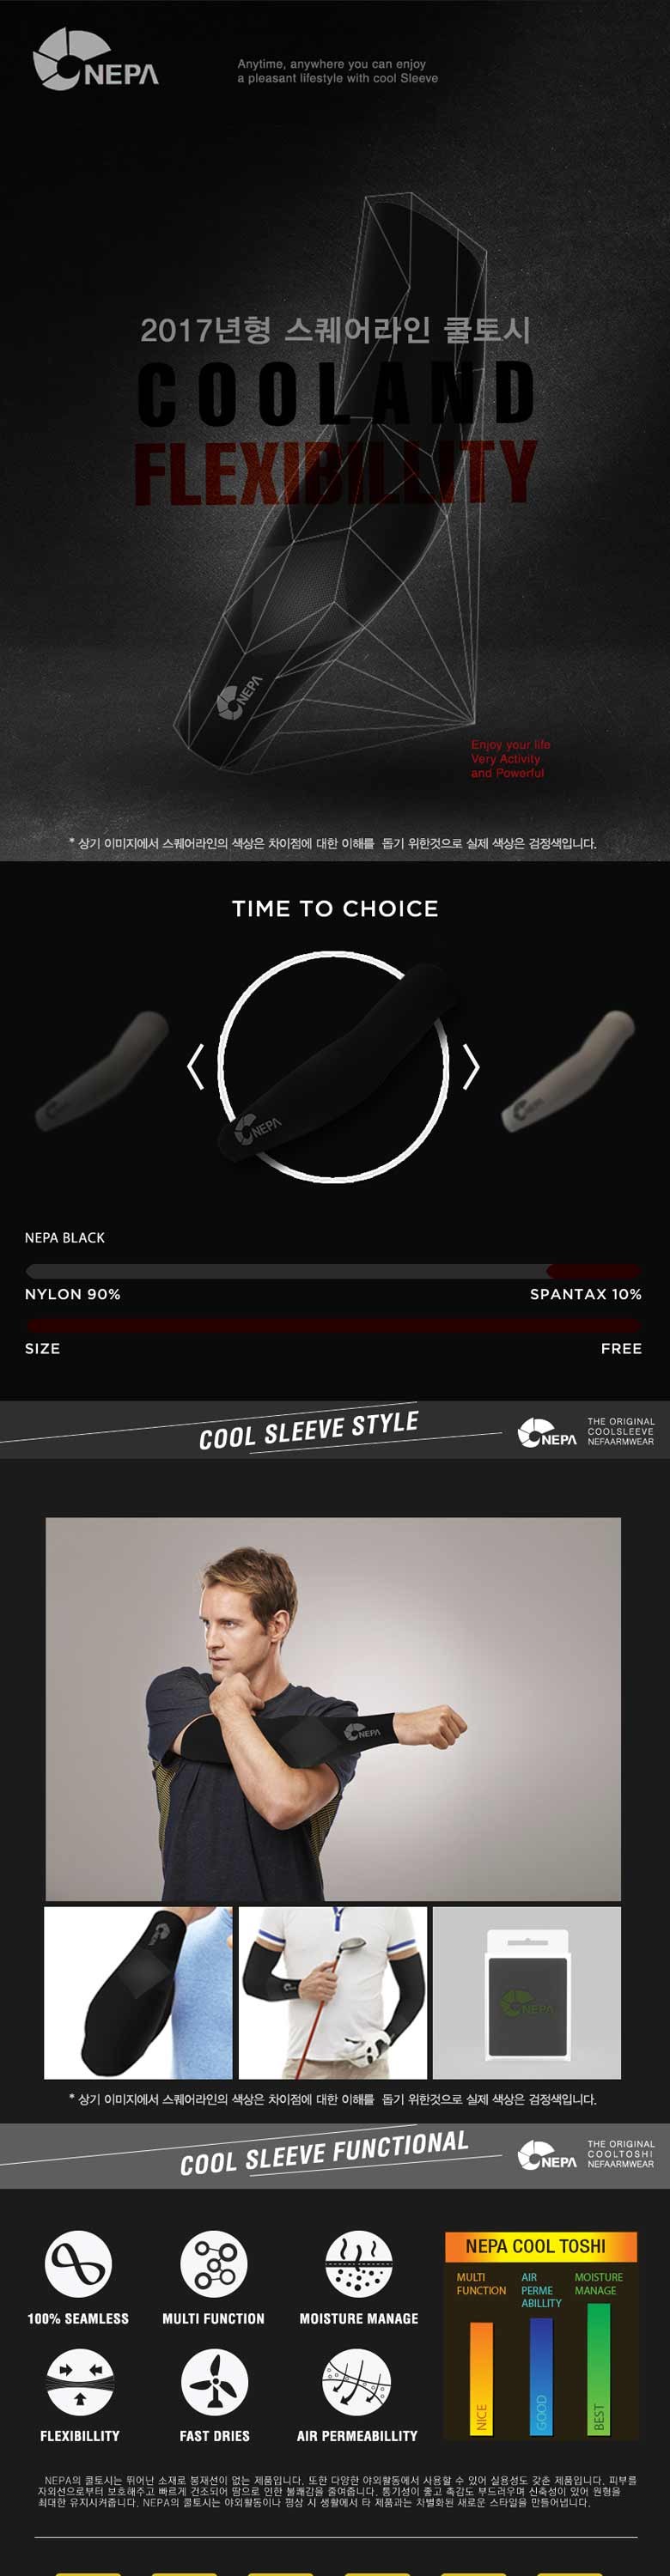 NEPA
Anytime, anywhere you can enjoy
a pleasant lifestyle with cool Sleeve
2017년형 스퀘어라인 쿨토시
COOLAND
FLEXIBILLITY
NEPA
Enjoy your life
Very Activity
and Powerful
* 상기 이미지에서 스퀘어라인의 색상은 차이점에 대한 이해를 돕기 위한것으로 실제 색상은 검정색입니다.
TIME TO CHOICE
NEPA
NEPA BLACK
NYLON 90% SPANTAX 10%
SIZE FREE
COOL SLEEVE STYLE
NEPA
THE ORIGINAL
COOLSLEEVE
NEFAARMWEAR
NEPA
NEPA
* 상기 이미지에서 스퀘어라인의 색상은 차이점에 대한 이해를 돕기 위한것으로 실제 색상은 검정색입니다.
COOL SLEEVE FUNCTIONAL
NEPA
THE ORIGINAL
COOLTOSHI
NEFAARMWEAR
NEPA COOL TOSHI
MULTI
FUNCTION
AIR
PERME
ABILLITY
MOISTURE
MANAGE
NICE
GOOD
BEST
100% SEAMLESS
MULTI FUNCTION
MOISTURE MANAGE
FLEXIBILLITY
FAST DRIES
AIR PERMEABILLITY
NEPA의 쿨토시는 뛰어난 소재로 봉재선이 없는 제품입니다. 또한 다양한 야외활동에서 사용할 수 있어 실용성도 갖춘 제품입니다. 피부를
자외선으로부터 보호해주고 빠르게 건조되어 땀으로 인한 불쾌감을 줄여줍니다. 통기성이 좋고 촉감도 부드러우며 신축성이 있어 원형을
최대한 유지시켜줍니다. NEPA의 쿨토시는 야외활동이나 평상 시 생활에서 타 제품과는 차별화된 새로운 스타일을 만들어냅니다.